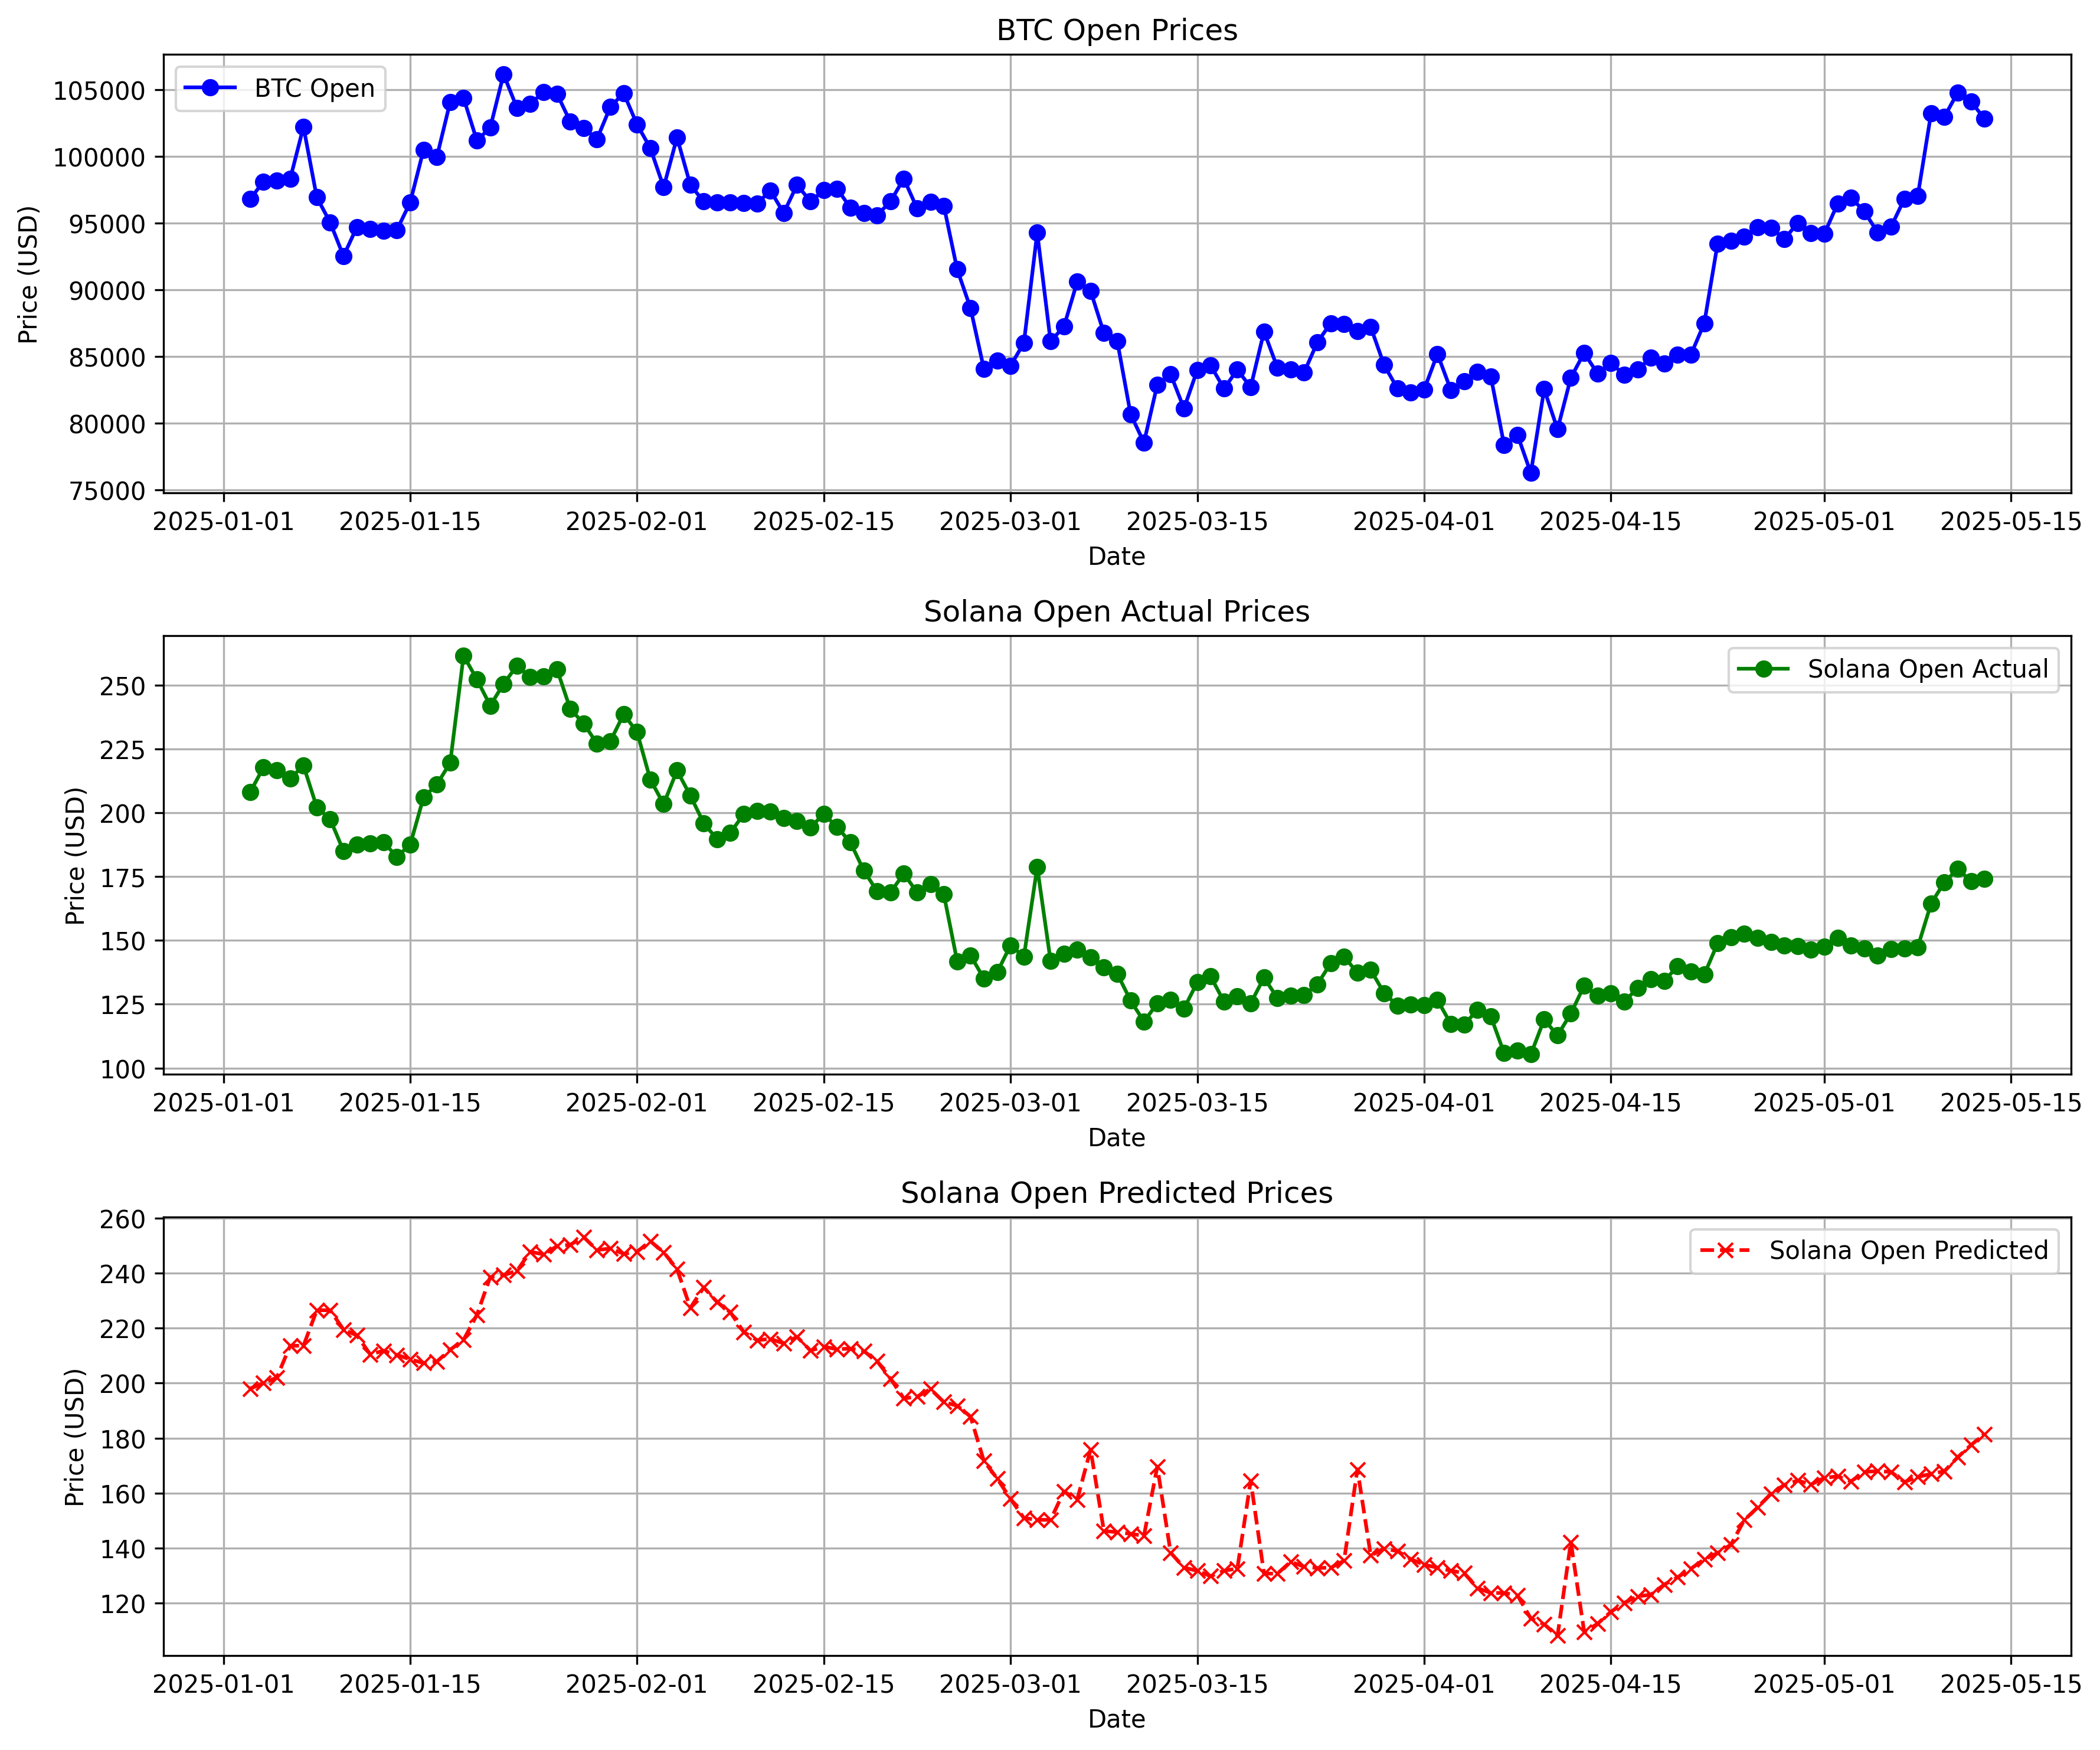 BTC Open Prices
BTC Open
105000
100000
95000
90000
85000
80000
75000
Price (USD)
2025-01-01 2025-01-15 2025-02-01 2025-02-15 2025-03-01 2025-03-15 2025-04-01 2025-04-15 2025-05-01 2025-05-15
Date
Solana Open Actual Prices
Solana Open Actual
250
225
200
175
150
125
100
Price (USD)
2025-01-01 2025-01-15 2025-02-01 2025-02-15 2025-03-01 2025-03-15 2025-04-01 2025-04-15 2025-05-01 2025-05-15
Date
Solana Open Predicted Prices
Solana Open Predicted
260
240
220
200
180
160
140
120
Price (USD)
2025-01-01 2025-01-15 2025-02-01 2025-02-15 2025-03-01 2025-03-15 2025-04-01 2025-04-15 2025-05-01 2025-05-15
Date